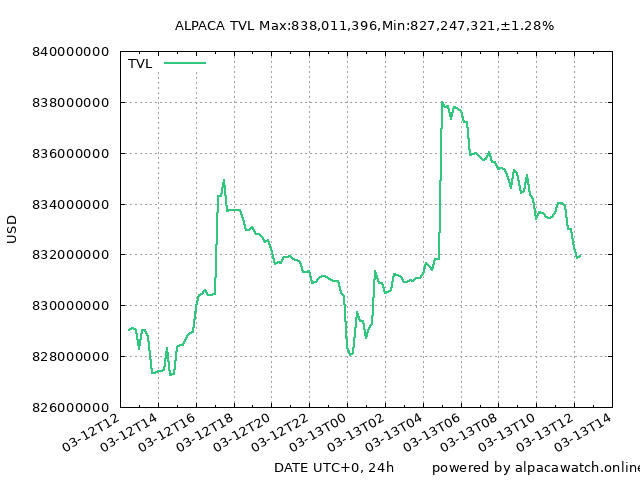 ALPACA TVL Max:838,011,396,Min:827,247,321,±1.28%
TVL
840000000
838000000
836000000
834000000
832000000
830000000
828000000
826000000
USD
03-12T12
03-12T14
03-12T16
03-12T18
03-12T20
03-12T22
03-13T00
03-13T02
03-13T04
03-13T06
03-13T08
03-13T10
03-13T12
03-13T14
DATE UTC+0, 24h
powered by alpacawatch.online